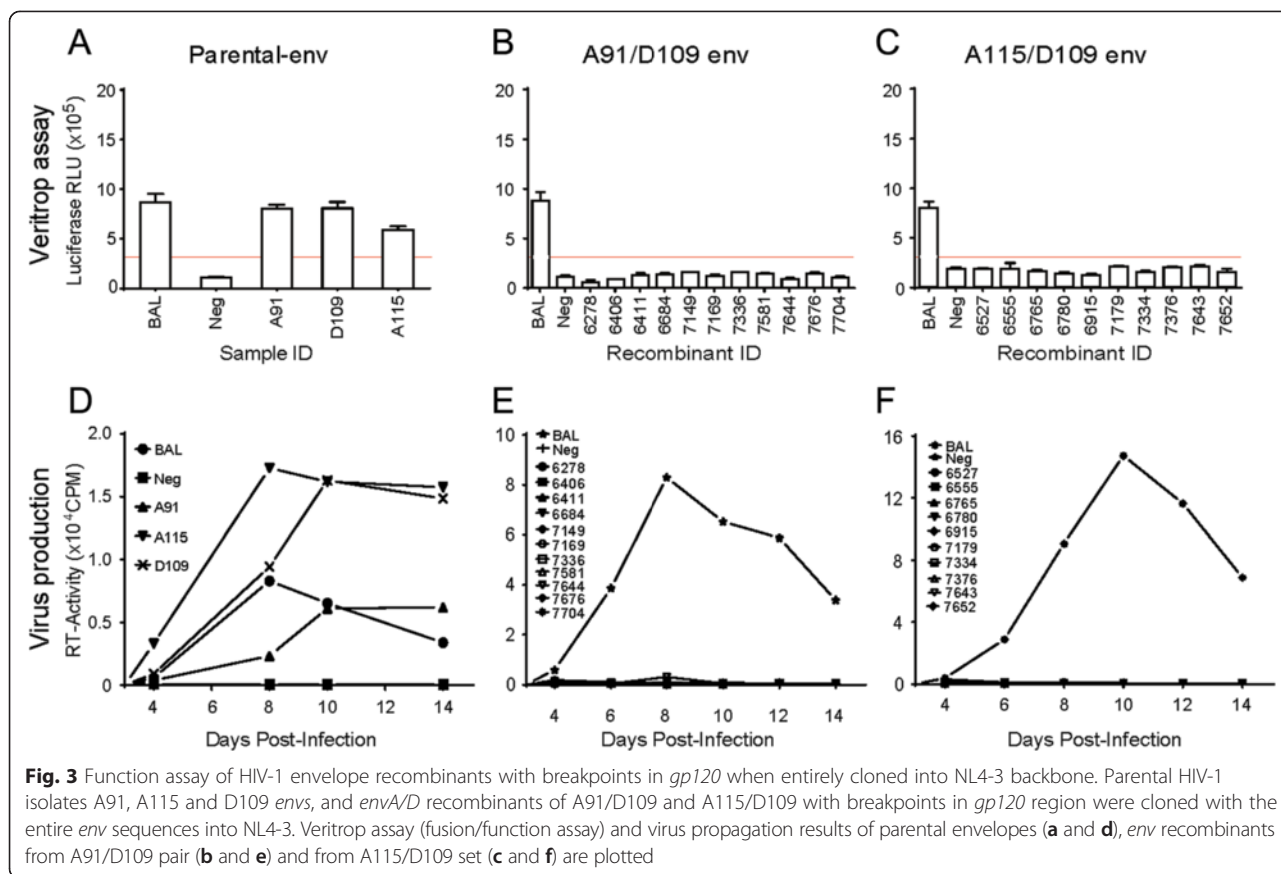 A
Parental-env
B
A91/D109 env
C
A115/D109 env
Veritrop assay
Luciferase RLU (x10⁵)
20
15
10
5
0
BAL
Neg
A91
D109
A115
Sample ID
20
15
10
5
0
BAL
Neg
6278
6406
6411
6684
7149
7169
7336
7581
7644
7676
7704
Recombinant ID
20
15
10
5
0
BAL
Neg
6527
6555
6765
6780
6915
7179
7334
7376
7643
7652
Recombinant ID
D
E
F
Virus production
RT-Activity (x10⁴CPM)
2.0
1.5
1.0
0.5
0
BAL
Neg
A91
A115
D109
4 6 8 10 12 14
Days Post-Infection
10
8
6
4
2
0
BAL
Neg
6278
6406
6411
6684
7149
7169
7336
7581
7644
7676
7704
4 6 8 10 12 14
Days Post-Infection
16
12
8
4
0
BAL
Neg
6527
6555
6765
6780
6915
7179
7334
7376
7643
7652
4 6 8 10 12 14
Days Post-Infection
Fig. 3 Function assay of HIV-1 envelope recombinants with breakpoints in gp120 when entirely cloned into NL4-3 backbone. Parental HIV-1
isolates A91, A115 and D109 envs, and envA/D recombinants of A91/D109 and A115/D109 with breakpoints in gp120 region were cloned with the
entire env sequences into NL4-3. Veritrop assay (fusion/function assay) and virus propagation results of parental envelopes (a and d), env recombinants
from A91/D109 pair (b and e) and from A115/D109 set (c and f) are plotted